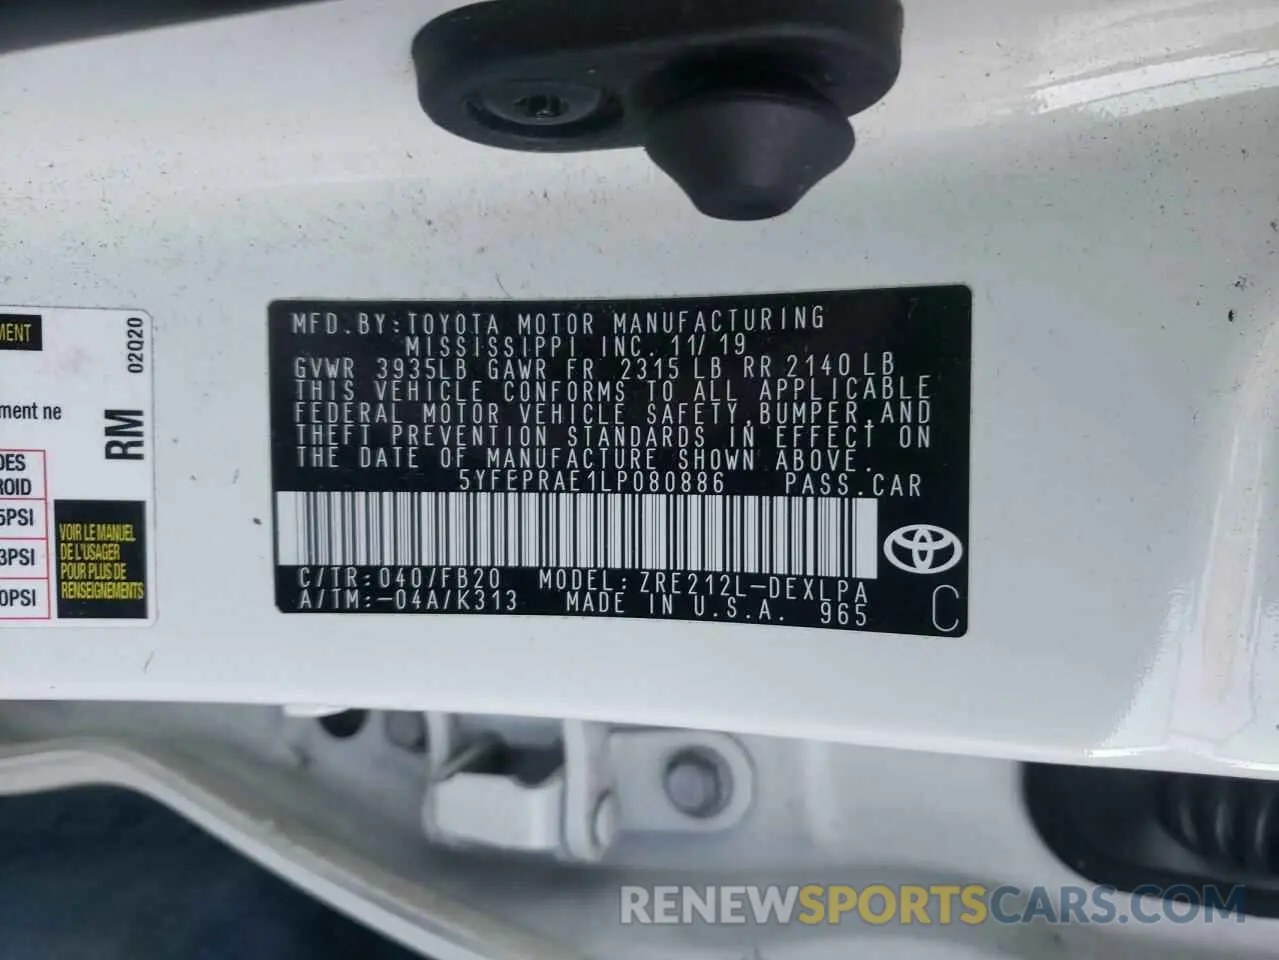 MFD.BY:TOYOTA MOTOR MANUFACTURING
MISSISSIPPI INC. 11/19
GVWR 3935LB GAWR FR 2315 LB RR 2140 LB
THIS VEHICLE CONFORMS TO ALL APPLICABLE
FEDERAL MOTOR VEHICLE SAFETY,BUMPER,AND
THEFT PREVENTION STANDARDS IN EFFECT ON
THE DATE OF MANUFACTURE SHOWN ABOVE.
5YFEPRAE1LP080886 PASS.CAR
C/TR:040/FB20 MODEL:ZRE212L-DEXLPA
A/TM:-04A/K313 MADE IN U.S.A. 965
C
MENT
02Q20
ment ne
RM
DES
ROID
5PSI
3PSI
0PSI
VOIR LE MANUEL
DE L'USAGER
POUR PLUS DE
RENSEIGNEMENTS
RENEWSPORTSCARS.COM